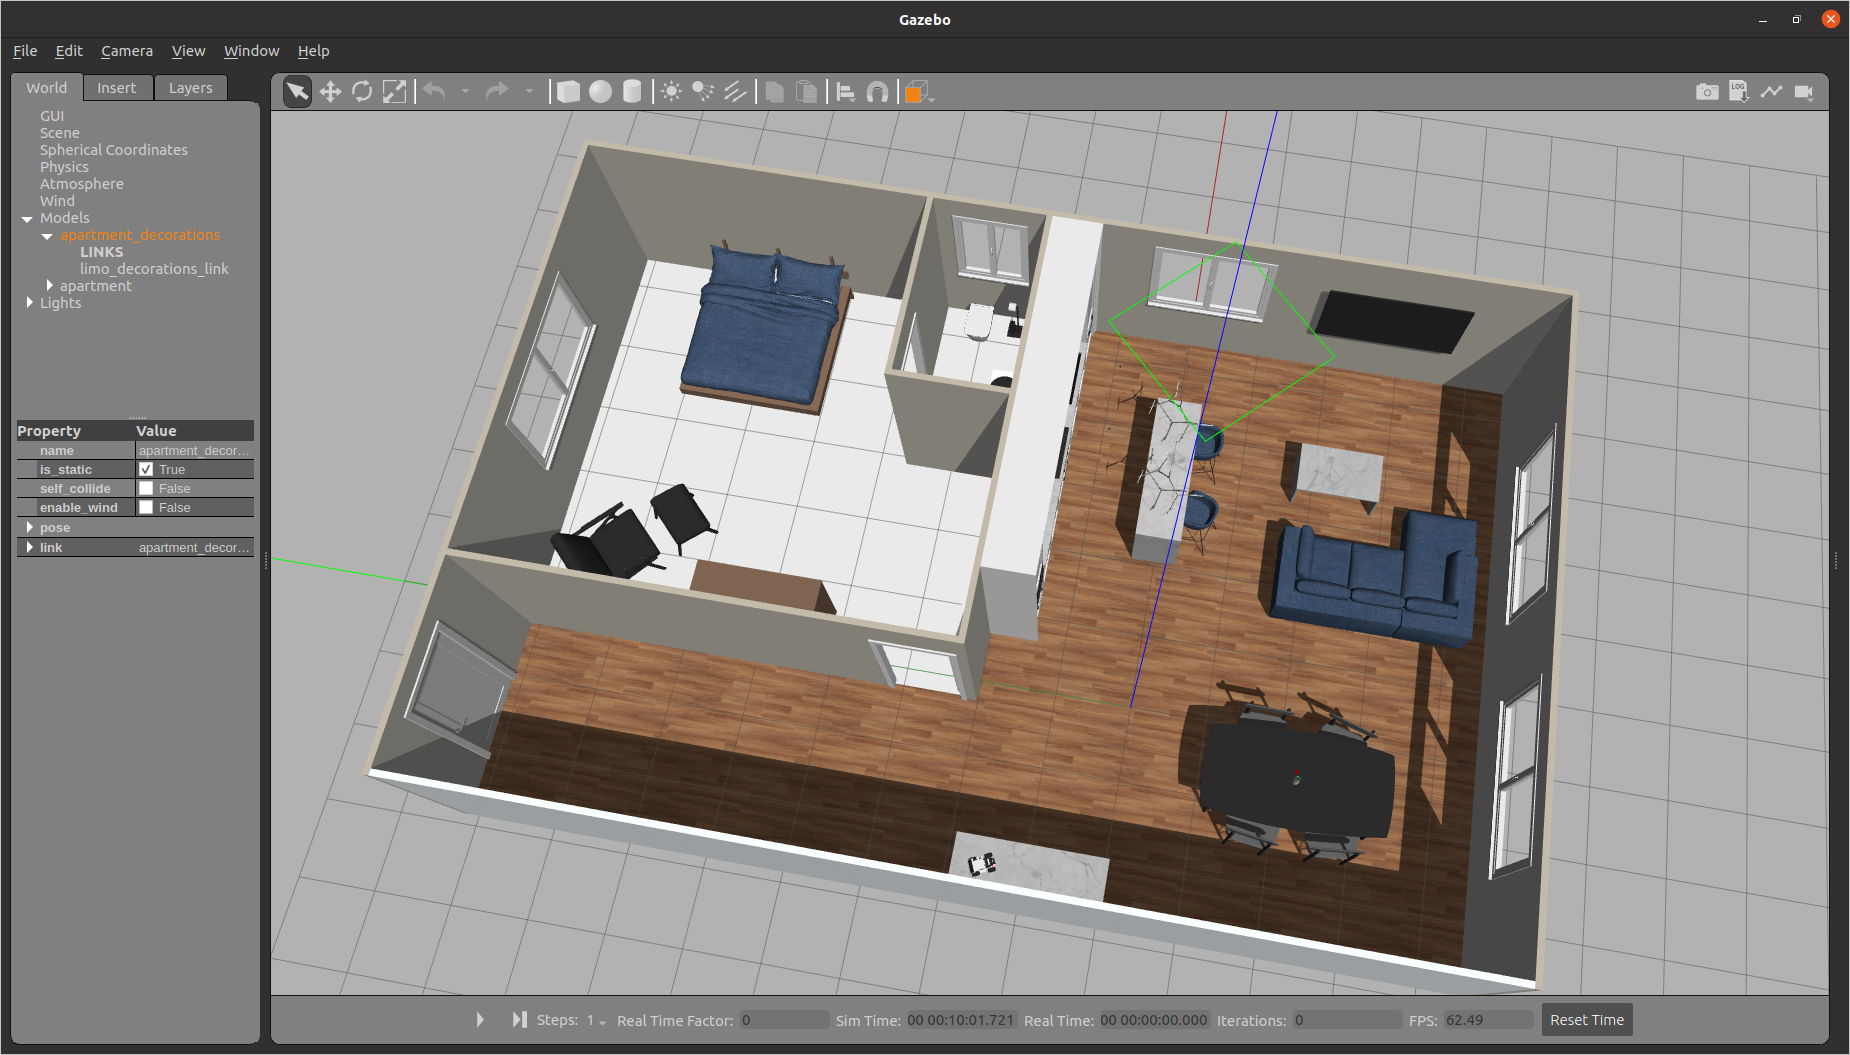 Gazebo
File Edit Camera View Window Help
World Insert Layers
LOG
GUI
Scene
Spherical Coordinates
Physics
Atmosphere
Wind
Models
apartment_decorations
LINKS
limo_decorations_link
apartment
Lights
Property Value
name apartment_decor...
is_static True
self_collide False
enable_wind False
pose
link apartment_decor...
Steps: 1 Real Time Factor: 0 Sim Time: 00 00:10:01.721 Real Time: 00 00:00:00.000 Iterations: 0 FPS: 62.49 Reset Time